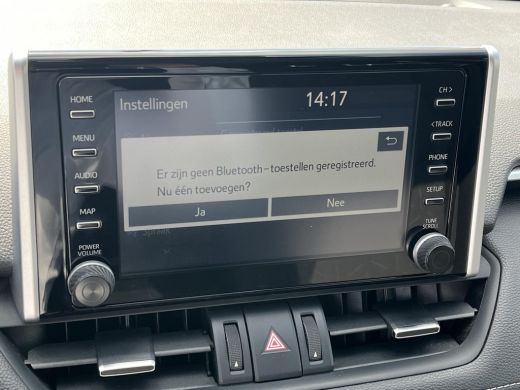 HOME
MENU
AUDIO
MAP
POWER
VOLUME
Instellingen
14:17
Er zijn geen Bluetooth-toestellen geregistreerd.
Nu één toevoegen?
Ja
Nee
CH >
< TRACK
PHONE
SETUP
TUNE
SCROLL